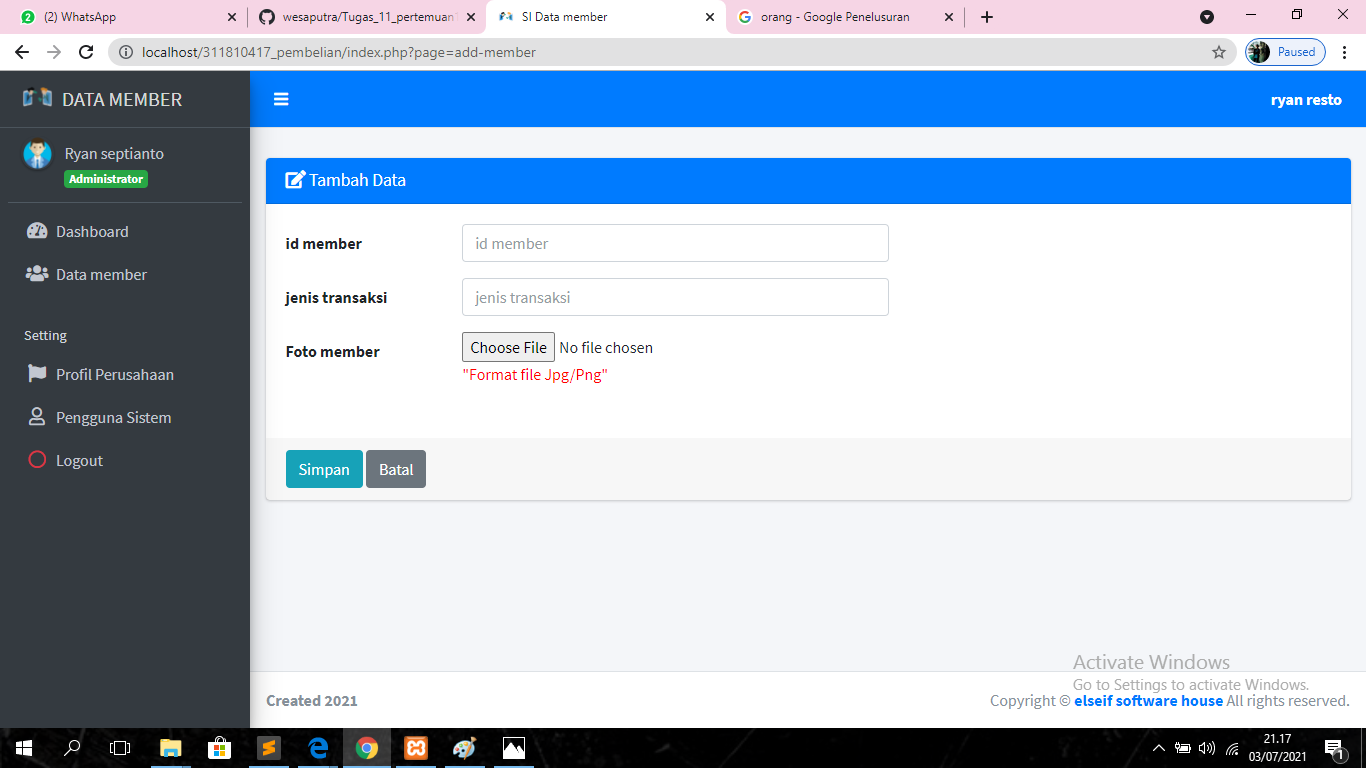 (2) WhatsApp
wesaputra/Tugas_11_pertemuan
SI Data member
orang - Google Penelusuran
localhost/311810417_pembelian/index.php?page=add-member
Paused
DATA MEMBER
ryan resto
Ryan septianto
Administrator
Dashboard
Data member
Setting
Profil Perusahaan
Pengguna Sistem
Logout
Tambah Data
id member
id member
jenis transaksi
jenis transaksi
Foto member
Choose File No file chosen
"Format file Jpg/Png"
Simpan
Batal
Activate Windows
Go to Settings to activate Windows.
Created 2021
Copyright © elseif software house All rights reserved.
21.17
03/07/2021
1